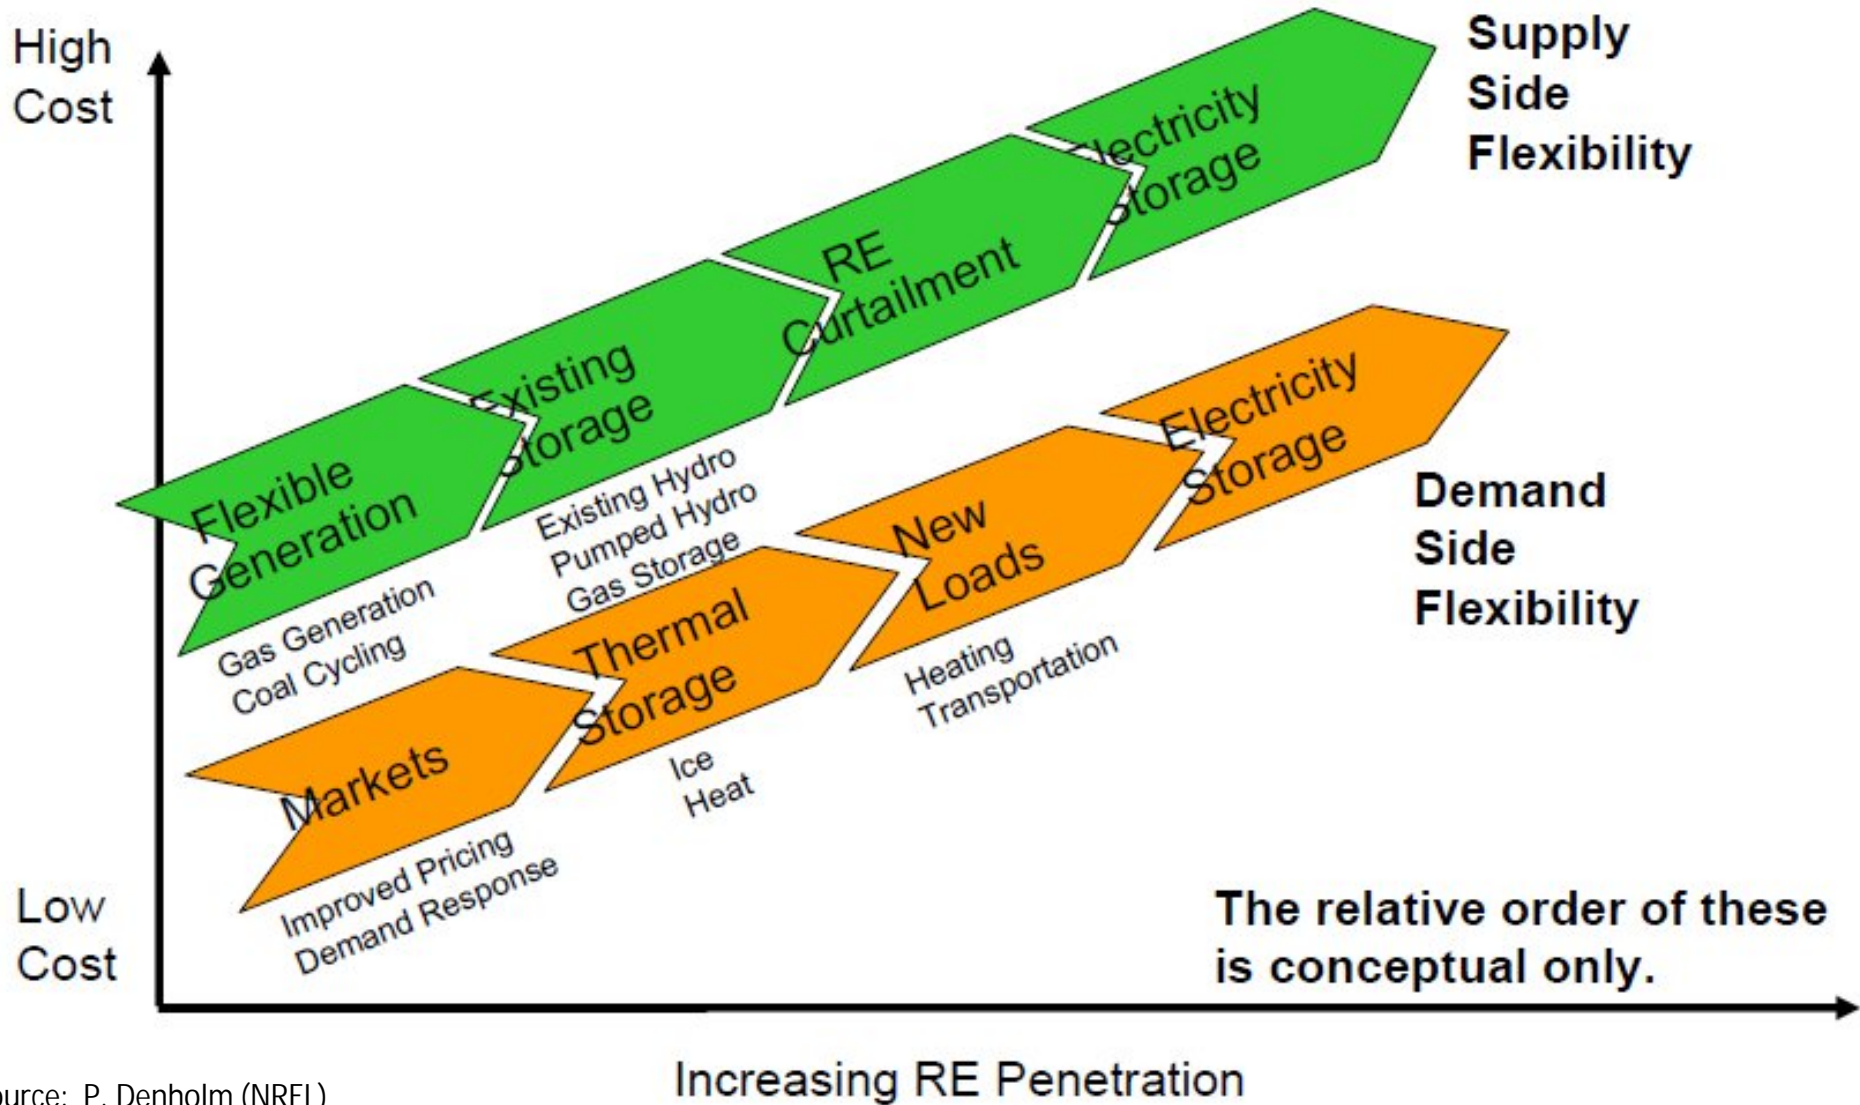 High
Cost
Supply
Side
Flexibility
Electricity
Storage
RE
Curtailment
Existing
Storage
Existing Hydro
Pumped Hydro
Gas Storage
Flexible
Generation
Gas Generation
Coal Cycling
Electricity
Storage
Demand
Side
Flexibility
New
Loads
Heating
Transportation
Thermal
Storage
Ice
Heat
Markets
Improved Pricing
Demand Response
Low
Cost
The relative order of these
is conceptual only.
Increasing RE Penetration
ource: P. Denholm (NREL)